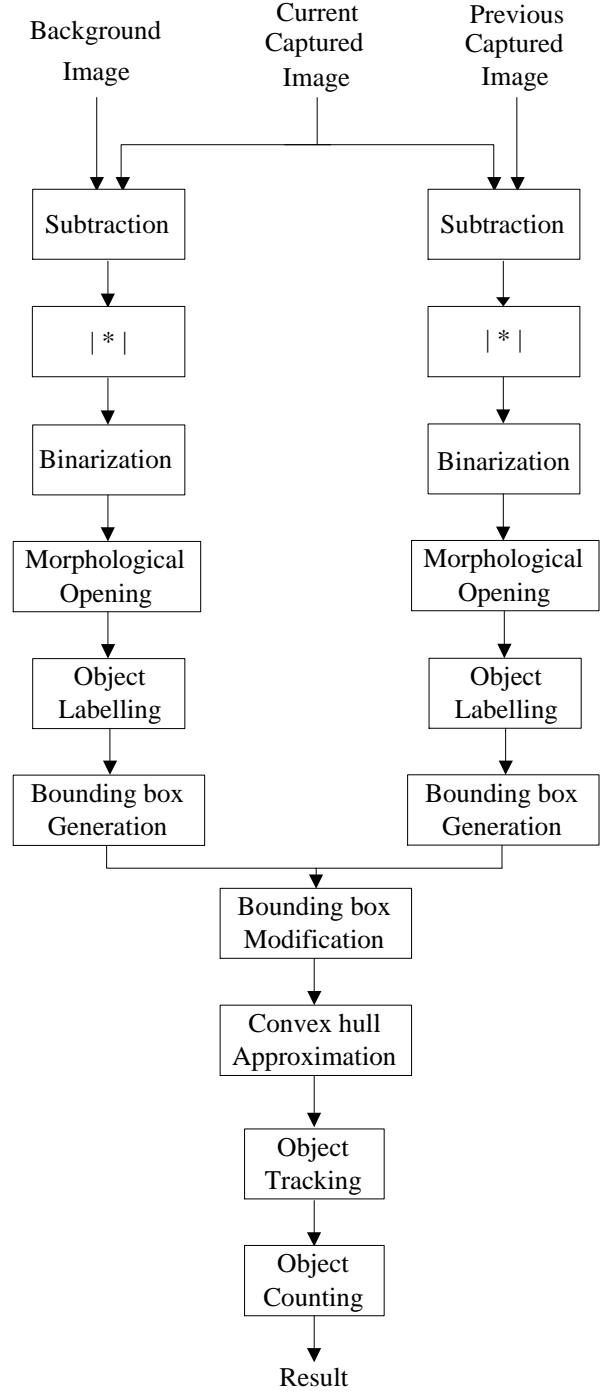 Background
Image
Current
Captured
Image
Previous
Captured
Image
Subtraction
Subtraction
| * |
| * |
Binarization
Binarization
Morphological
Opening
Morphological
Opening
Object
Labelling
Object
Labelling
Bounding box
Generation
Bounding box
Generation
Bounding box
Modification
Convex hull
Approximation
Object
Tracking
Object
Counting
Result